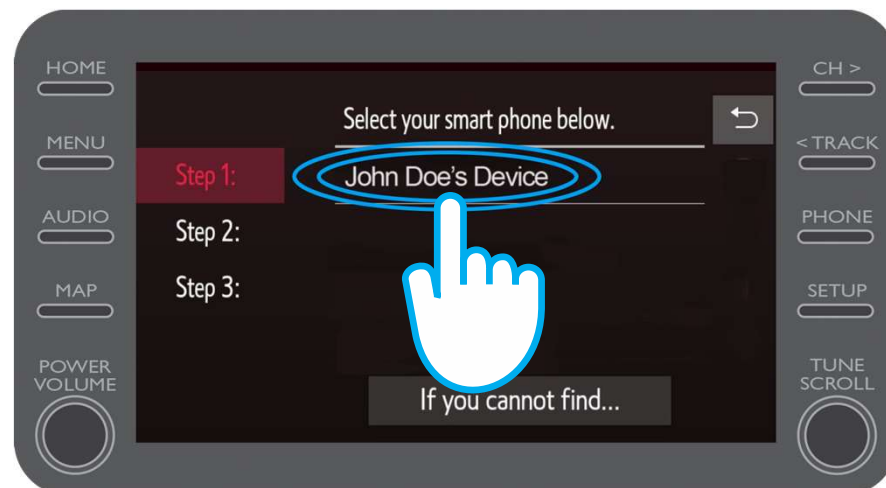 HOME
MENU
AUDIO
MAP
POWER
VOLUME
Select your smart phone below.
Step 1:
John Doe's Device
Step 2:
Step 3:
If you cannot find...
CH >
< TRACK
PHONE
SETUP
TUNE
SCROLL